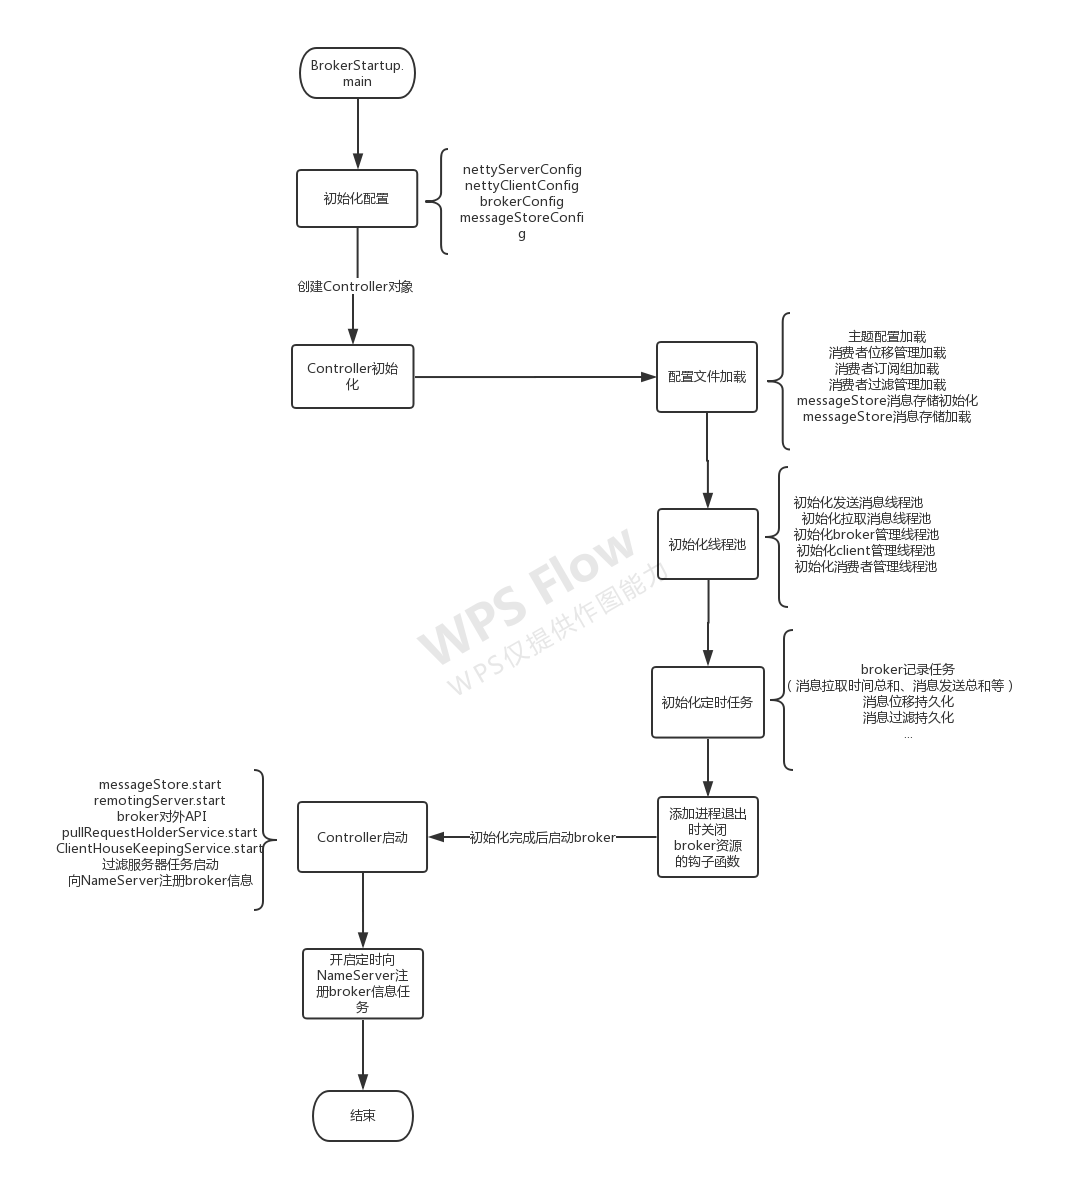 BrokerStartup.
main
初始化配置
nettyServerConfig
nettyClientConfig
brokerConfig
messageStoreConfi
g
创建Controller对象
Controller初始
化
配置文件加载
主题配置加载
消费者位移管理加载
消费者订阅组加载
消费者过滤管理加载
messageStore消息存储初始化
messageStore消息存储加载
初始化线程池
初始化发送消息线程池
初始化拉取消息线程池
初始化broker管理线程池
初始化client管理线程池
初始化消费者管理线程池
WPS Flow
WPS仅提供作图能力
初始化定时任务
broker记录任务
（消息拉取时间总和、消息发送总和等）
消息位移持久化
消息过滤持久化
...
添加进程退出
时关闭
broker资源
的钩子函数
初始化完成后启动broker
Controller启动
messageStore.start
remotingServer.start
broker对外API
pullRequestHolderService.start
ClientHouseKeepingService.start
过滤服务器任务启动
向NameServer注册broker信息
开启定时向
NameServer注
册broker信息任
务
结束